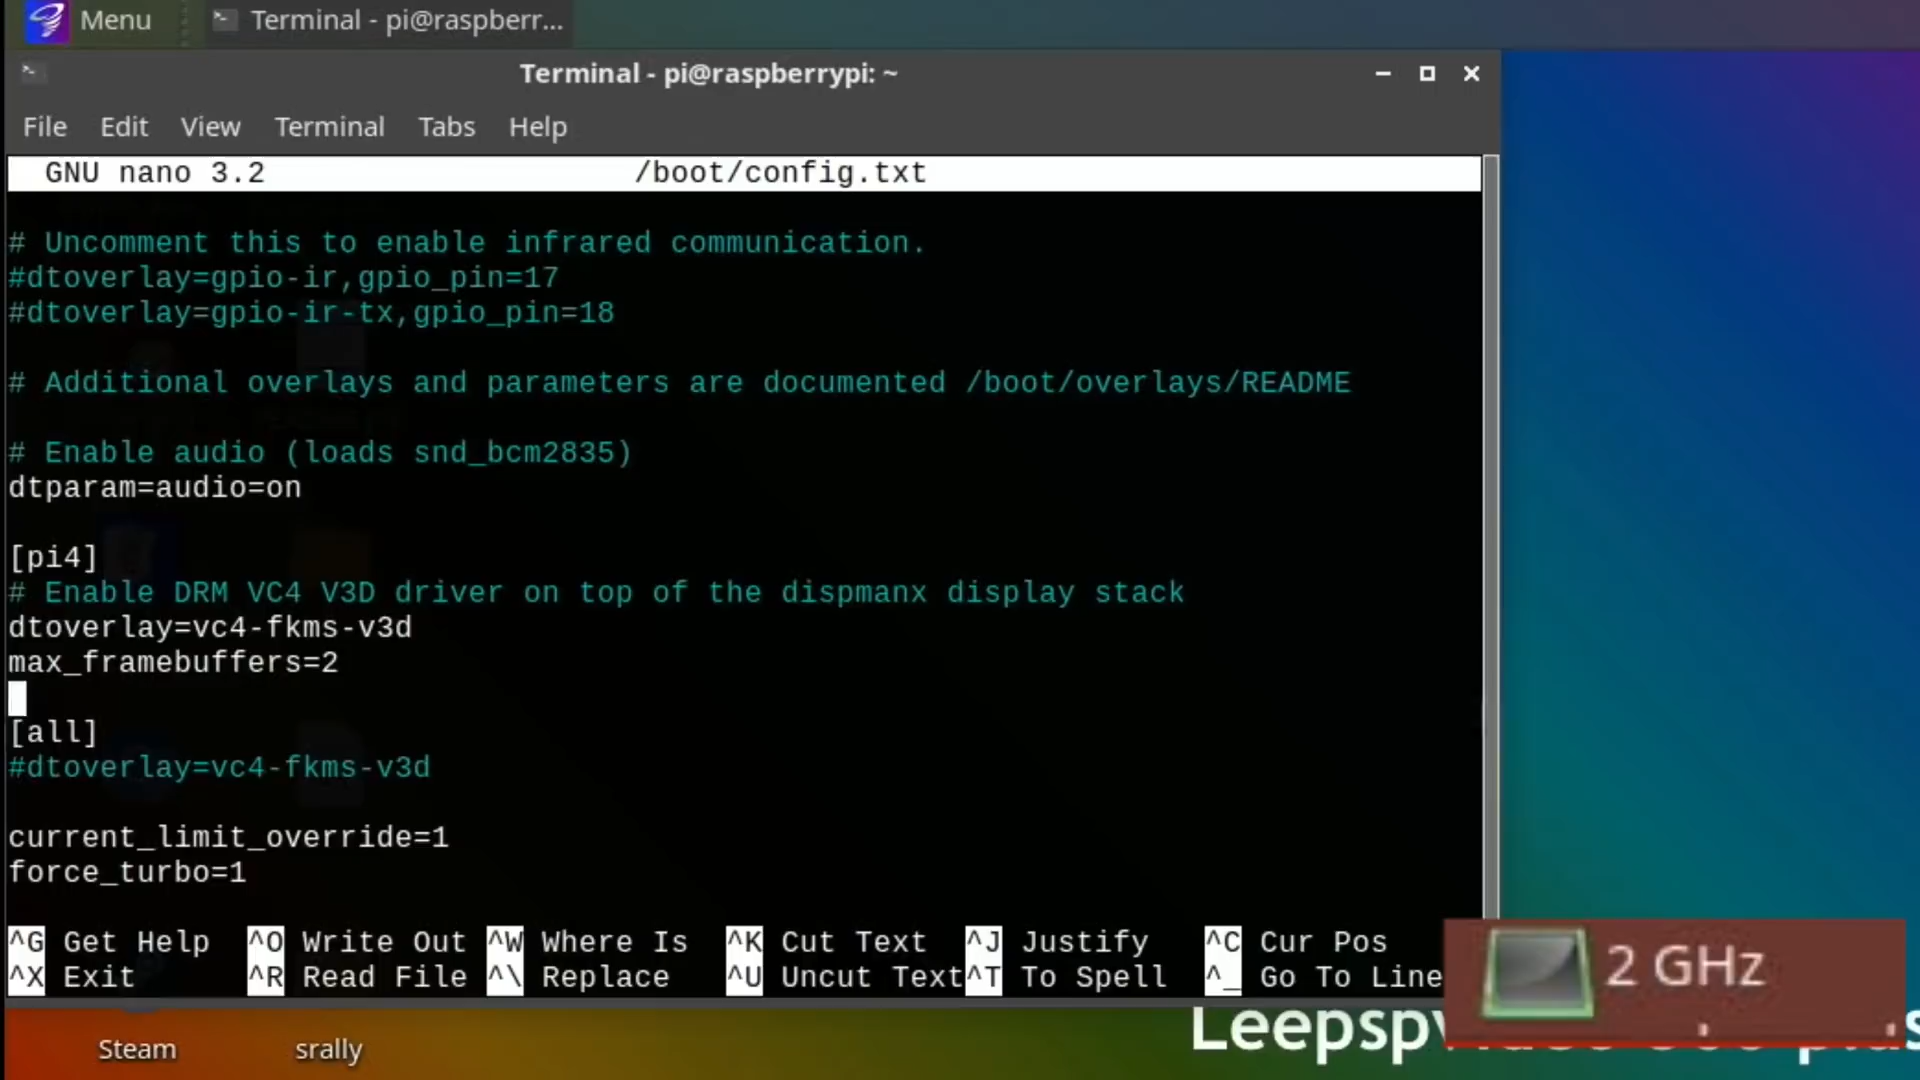 Menu
Terminal - pi@raspberr...
Terminal - pi@raspberrypi: ~
File Edit View Terminal Tabs Help
GNU nano 3.2 /boot/config.txt
# Uncomment this to enable infrared communication.
#dtoverlay=gpio-ir,gpio_pin=17
#dtoverlay=gpio-ir-tx,gpio_pin=18
# Additional overlays and parameters are documented /boot/overlays/README
# Enable audio (loads snd_bcm2835)
dtparam=audio=on
[pi4]
# Enable DRM VC4 V3D driver on top of the dispmanx display stack
dtoverlay=vc4-fkms-v3d
max_framebuffers=2
[all]
#dtoverlay=vc4-fkms-v3d
current_limit_override=1
force_turbo=1
^G Get Help ^O Write Out ^W Where Is ^K Cut Text ^J Justify ^C Cur Pos
^X Exit ^R Read File ^\ Replace ^U Uncut Text ^T To Spell ^_ Go To Line
2 GHz
Steam
srally